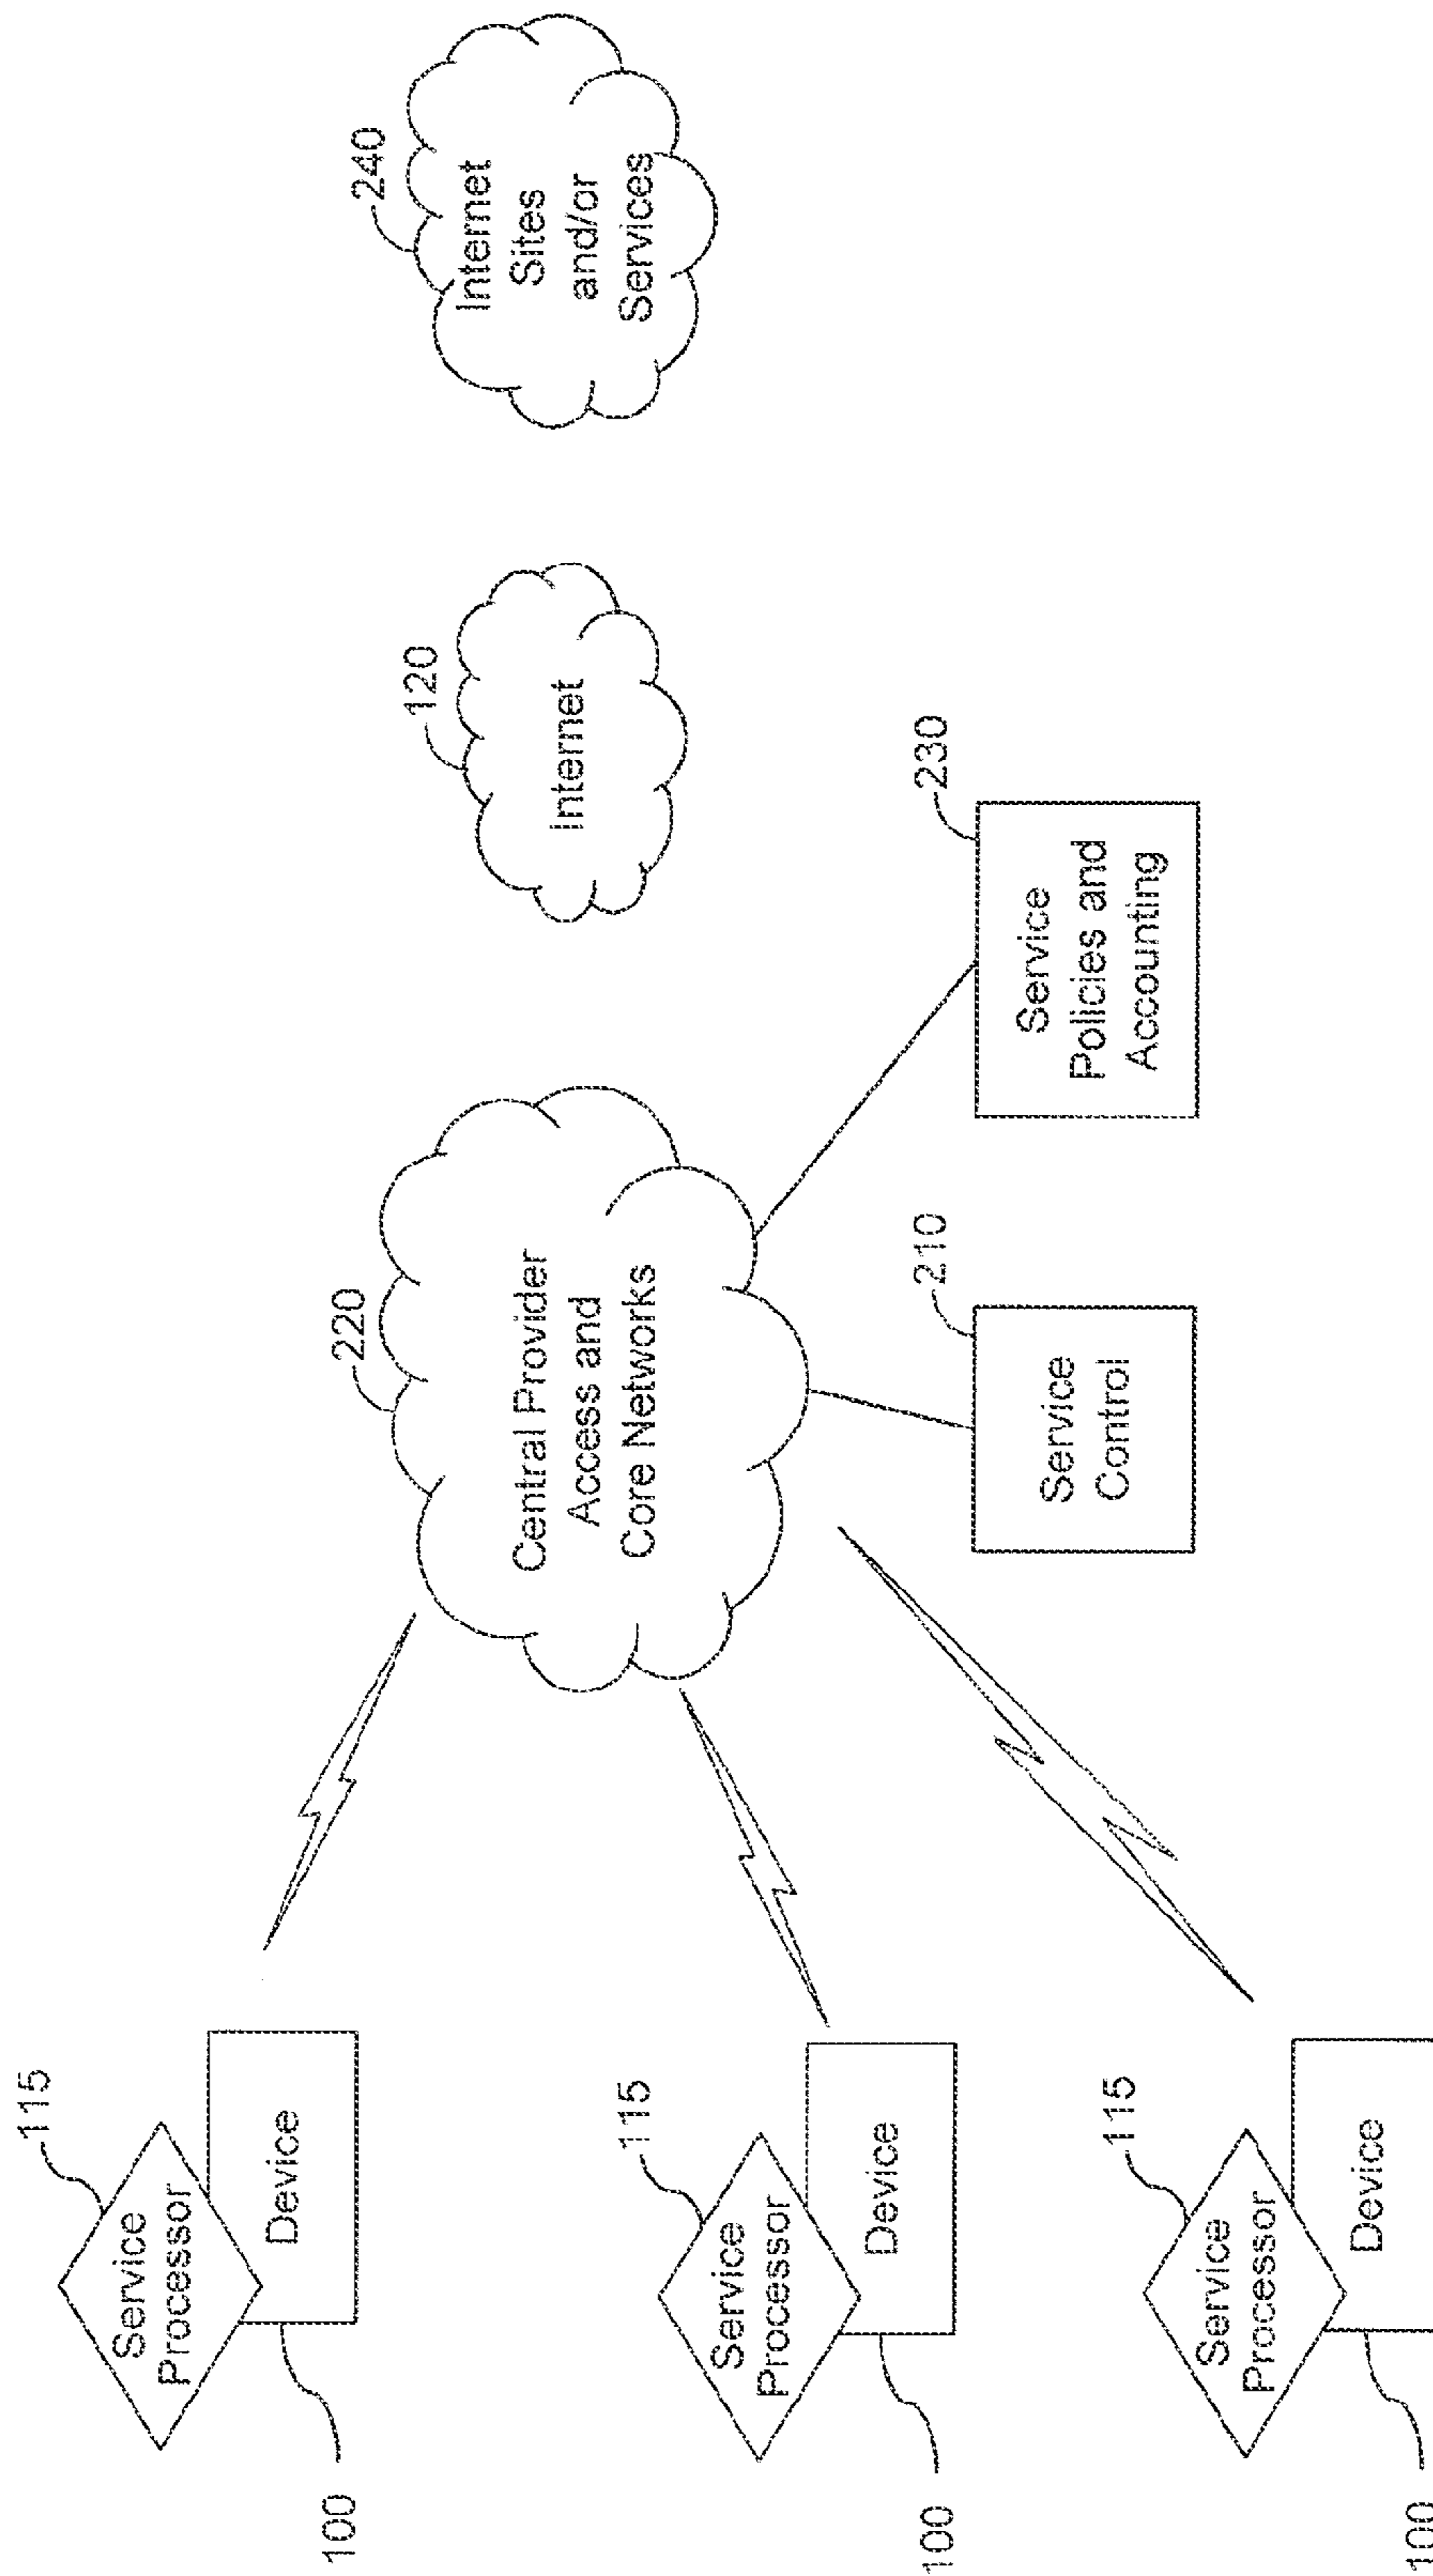 115
Service
Processor
Device
100
115
Service
Processor
Device
100
115
Service
Processor
Device
100
220
Central Provider
Access and
Core Networks
210
Service
Control
230
Service
Policies and
Accounting
120
Internet
240
Internet
Sites
and/or
Services